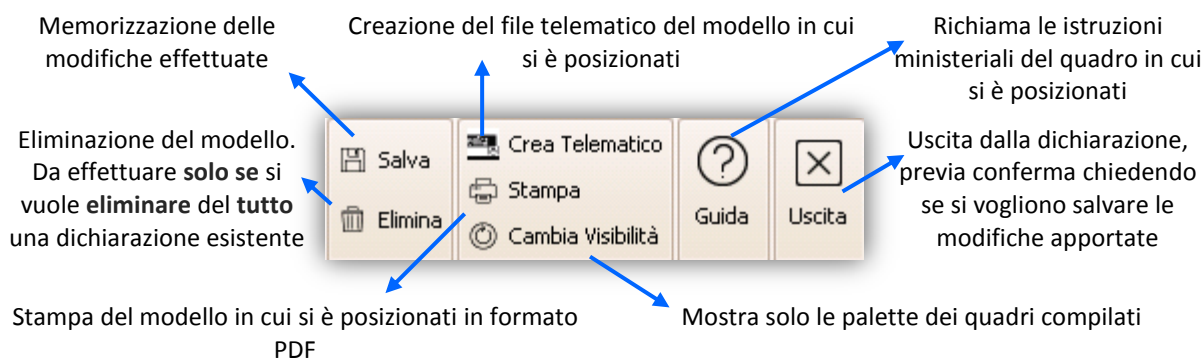 Memorizzazione delle
modifiche effettuate
Creazione del file telematico del modello in cui
si è posizionati
Richiama le istruzioni
ministeriali del quadro in cui
si è posizionati
Eliminazione del modello.
Da effettuare solo se si
vuole eliminare del tutto
una dichiarazione esistente
Salva
Elimina
Crea Telematico
Stampa
Cambia Visibilità
Guida
Uscita
Uscita dalla dichiarazione,
previa conferma chiedendo
se si vogliono salvare le
modifiche apportate
Stampa del modello in cui si è posizionati in formato
PDF
Mostra solo le palette dei quadri compilati